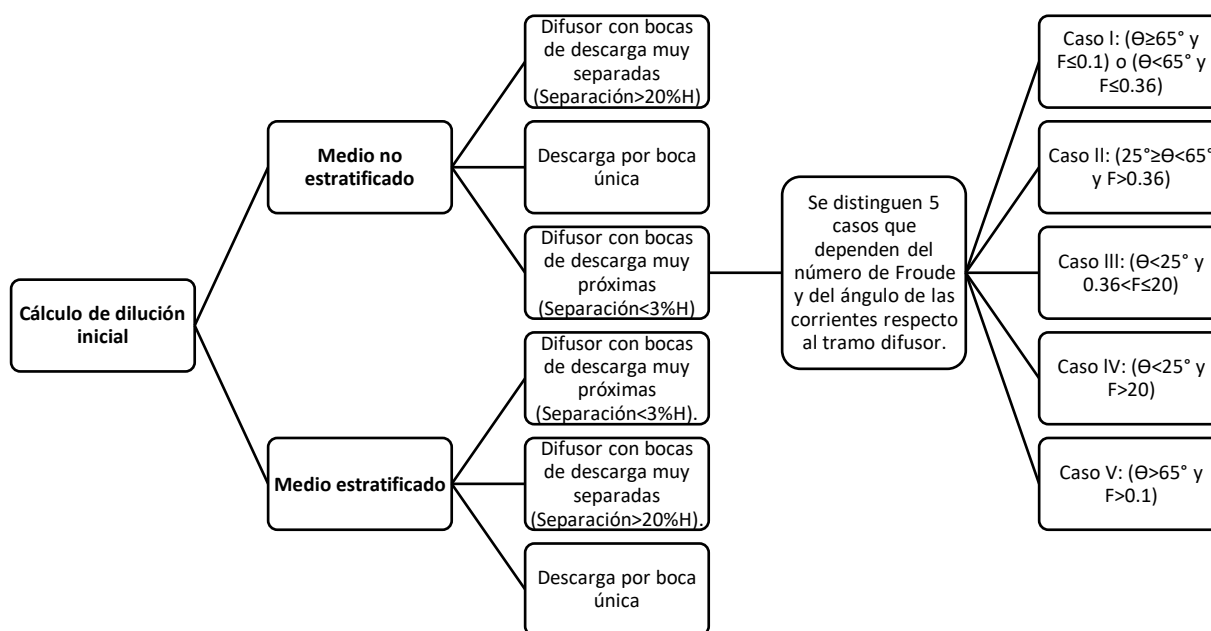 Cálculo de dilución
inicial
Medio no
estratificado
Difusor con bocas
de descarga muy
separadas
(Separación>20%H)
Descarga por boca
única
Difusor con bocas
de descarga muy
próximas
(Separación<3%H)
Se distinguen 5
casos que
dependen del
número de Froude
y del ángulo de las
corrientes respecto
al tramo difusor.
Caso I: (Ɵ≥65° y
F≤0.1) o (Ɵ<65° y
F≤0.36)
Caso II: (25°≥Ɵ<65°
y F>0.36)
Caso III: (Ɵ<25° y
0.36<F≤20)
Caso IV: (Ɵ<25° y
F>20)
Caso V: (Ɵ>65° y
F>0.1)
Medio estratificado
Difusor con bocas
de descarga muy
próximas
(Separación<3%H).
Difusor con bocas
de descarga muy
separadas
(Separación>20%H).
Descarga por boca
única